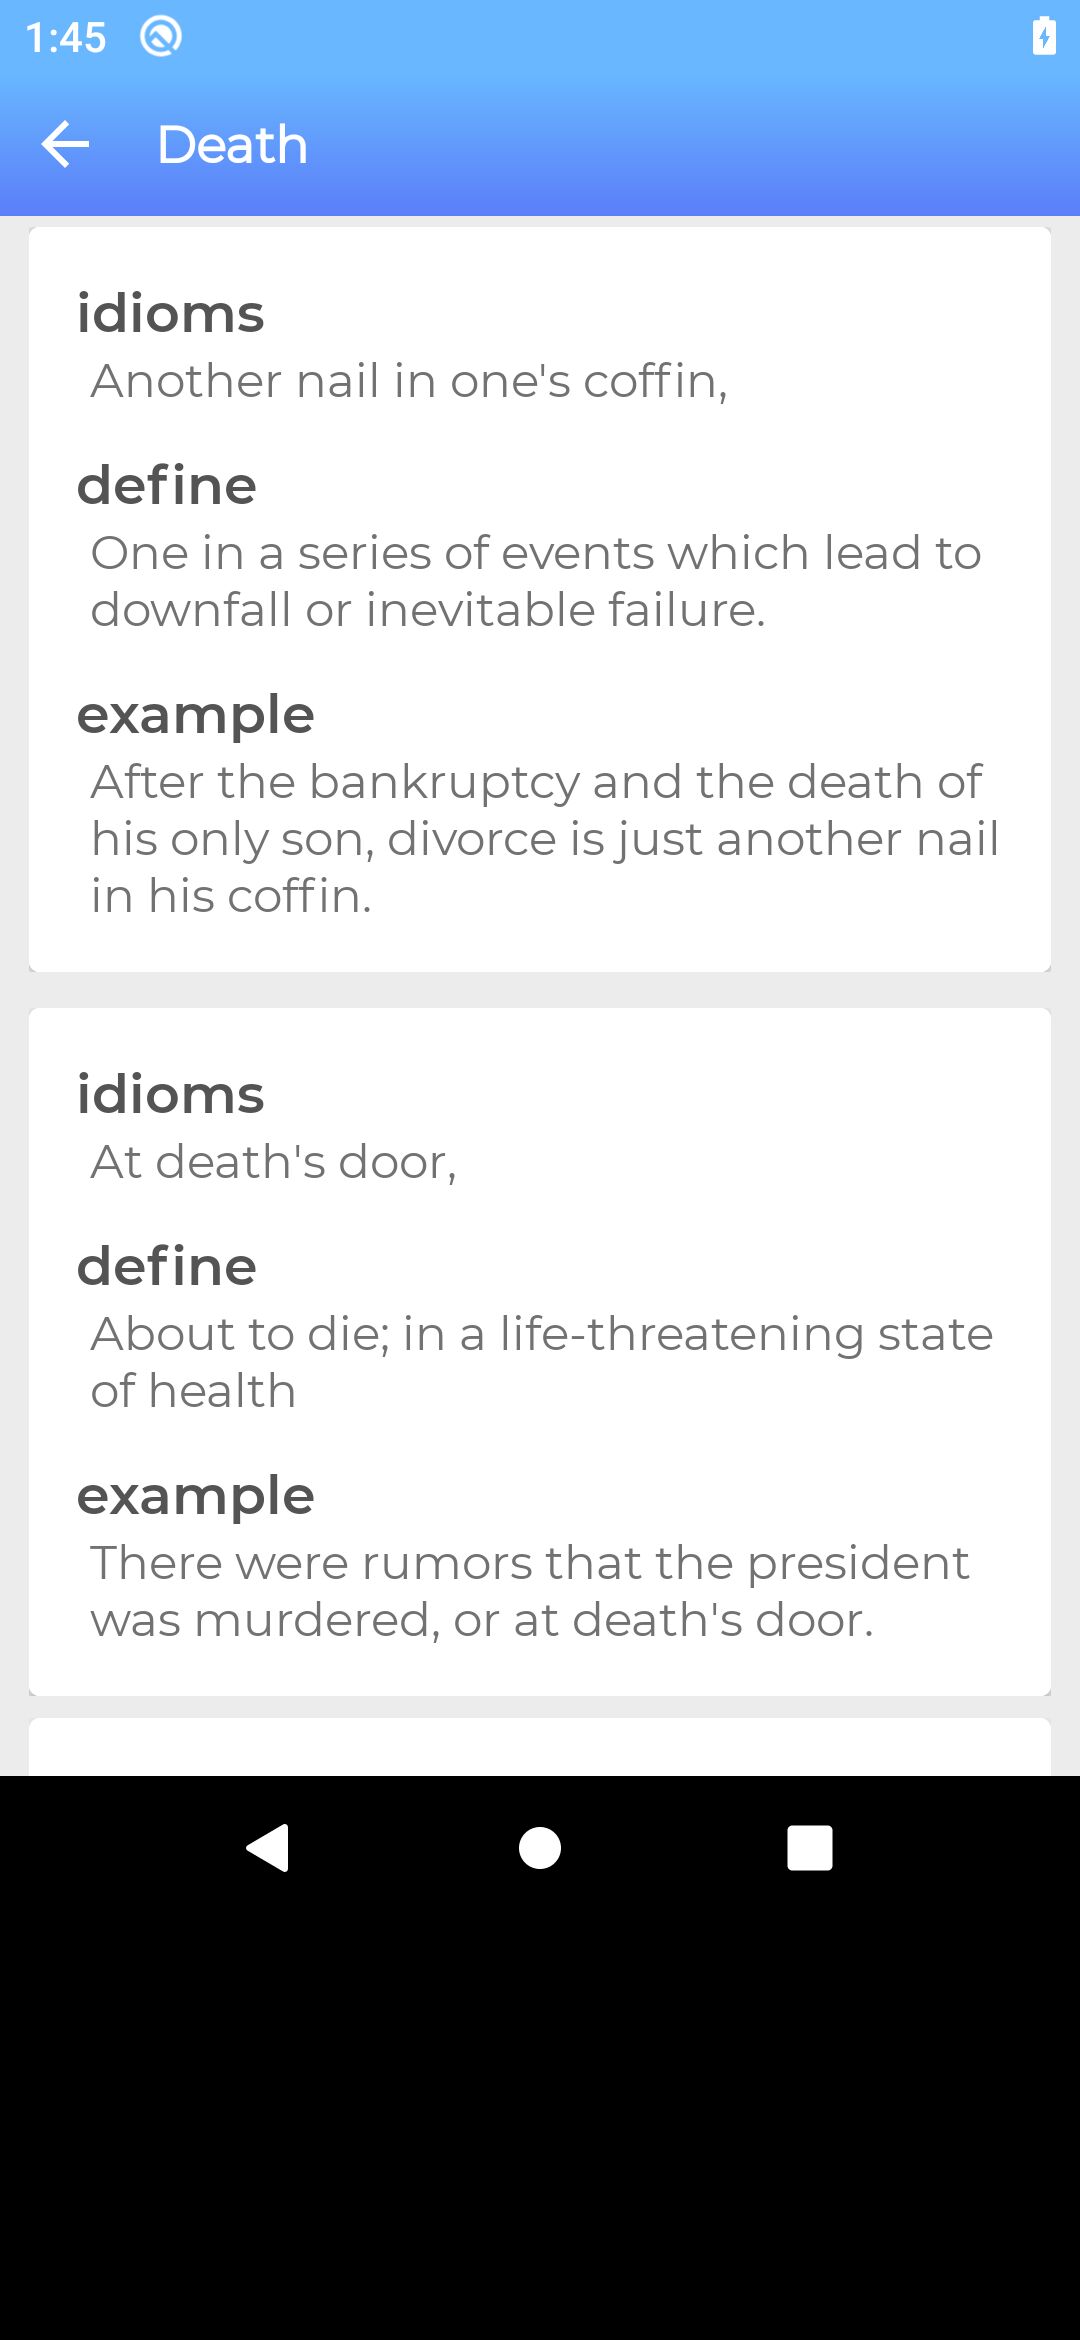 1:45
Death
idioms
Another nail in one's coffin,
define
One in a series of events which lead to
downfall or inevitable failure.
example
After the bankruptcy and the death of
his only son, divorce is just another nail
in his coffin.
idioms
At death's door,
define
About to die; in a life-threatening state
of health
example
There were rumors that the president
was murdered, or at death's door.